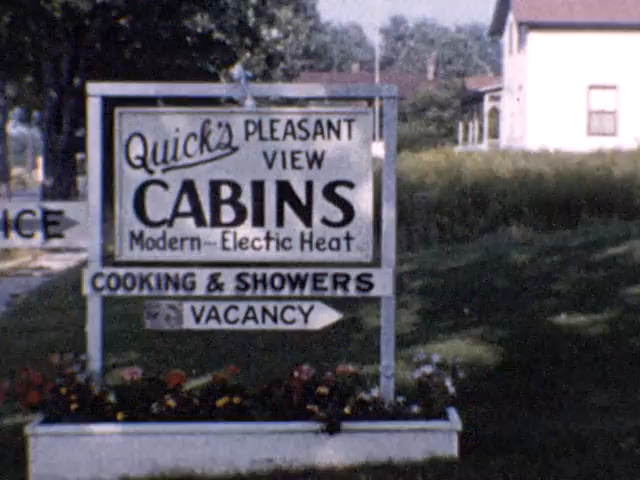 Quick's PLEASANT
VIEW
CABINS
Modern - Electic Heat
COOKING & SHOWERS
VACANCY
ICE